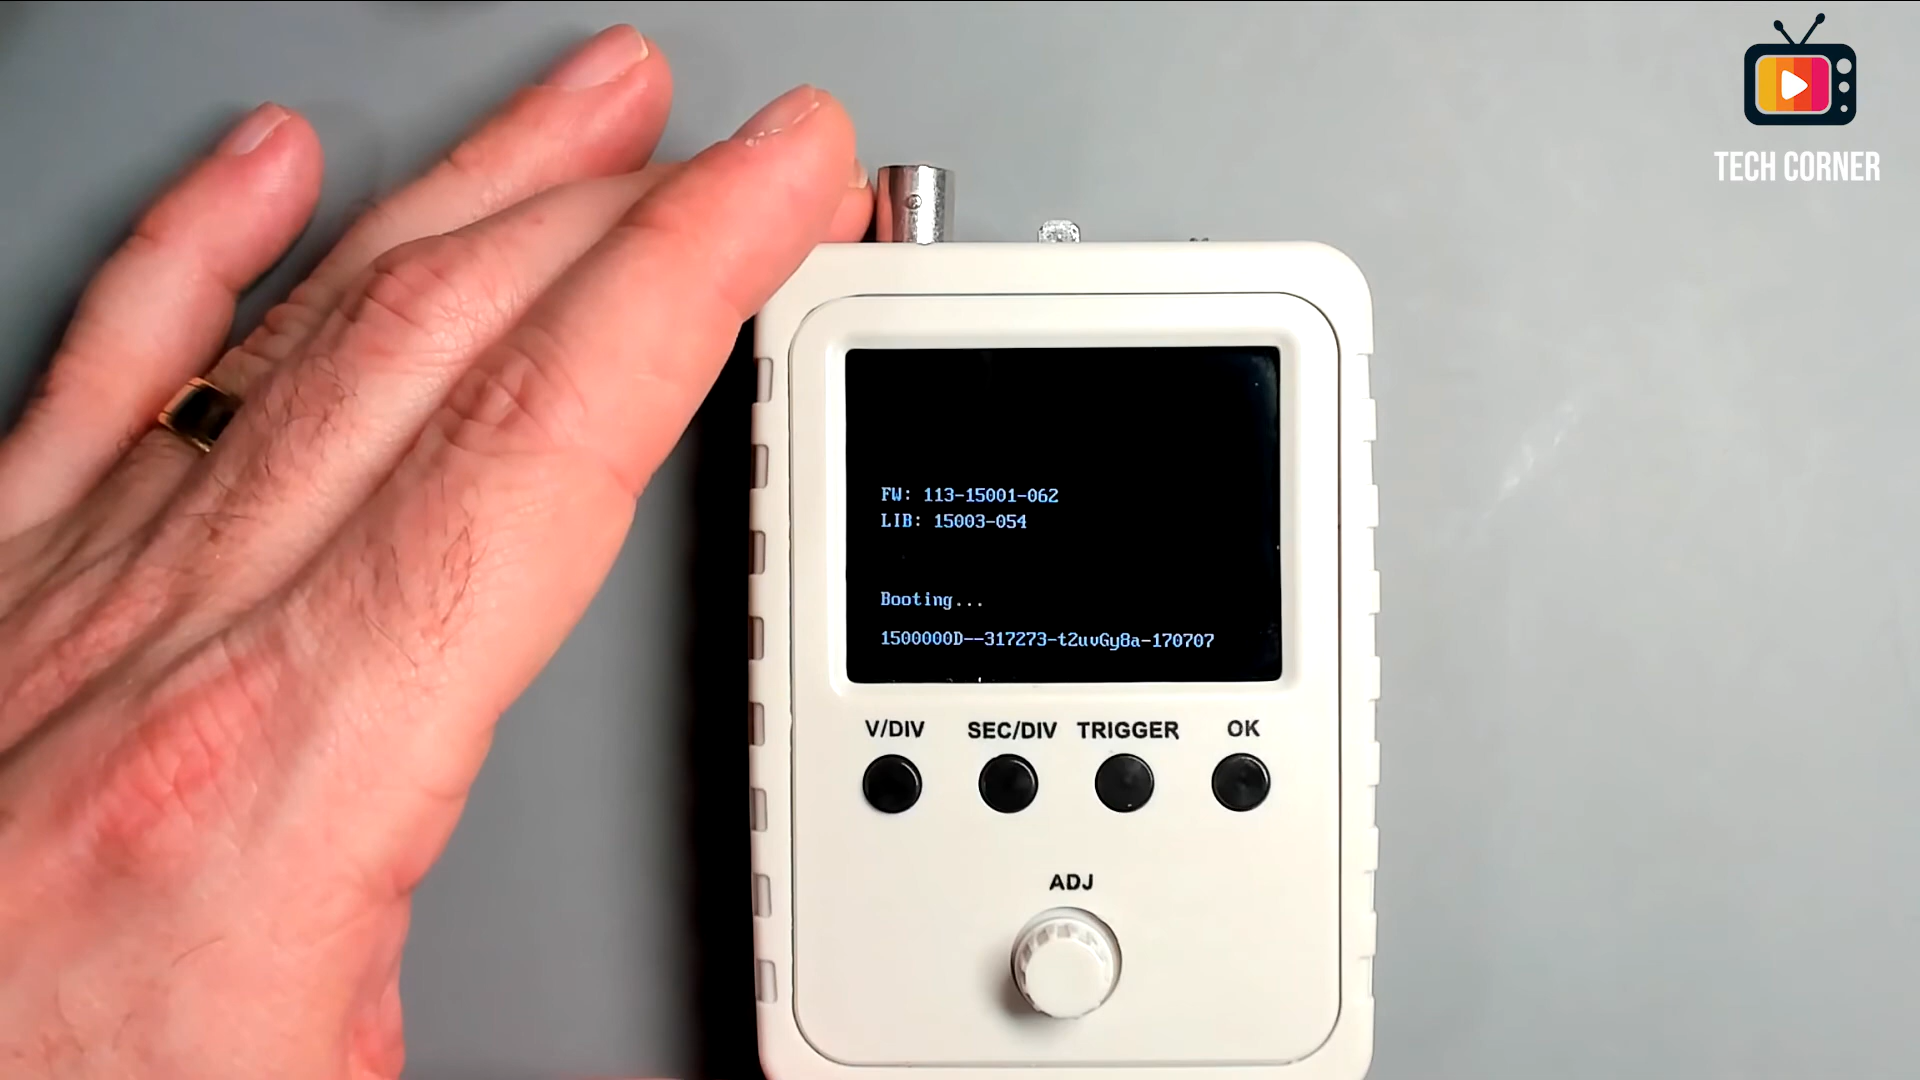 TECH CORNER
FW: 113-15001-062
LIB: 15003-054
Booting...
1500000D--317273-t2uvGy8a-170707
V/DIV SEC/DIV TRIGGER OK
ADJ